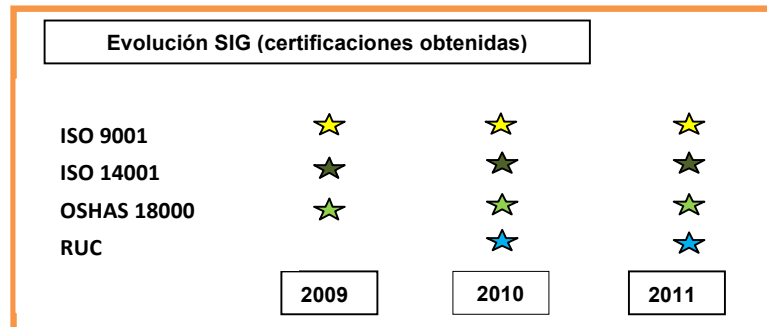 Evolución SIG (certificaciones obtenidas)
ISO 9001
ISO 14001
OSHAS 18000
RUC
2009 2010 2011